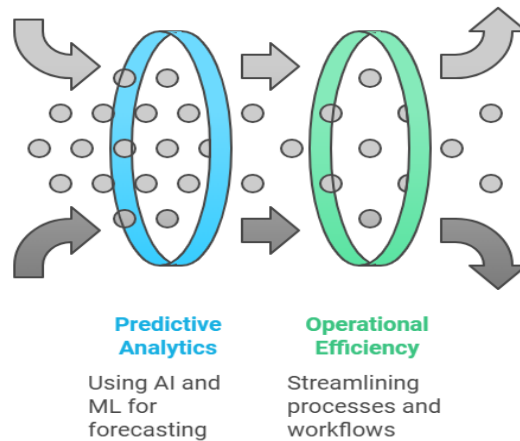 Predictive
Analytics
Using AI and
ML for
forecasting
Operational
Efficiency
Streamlining
processes and
workflows